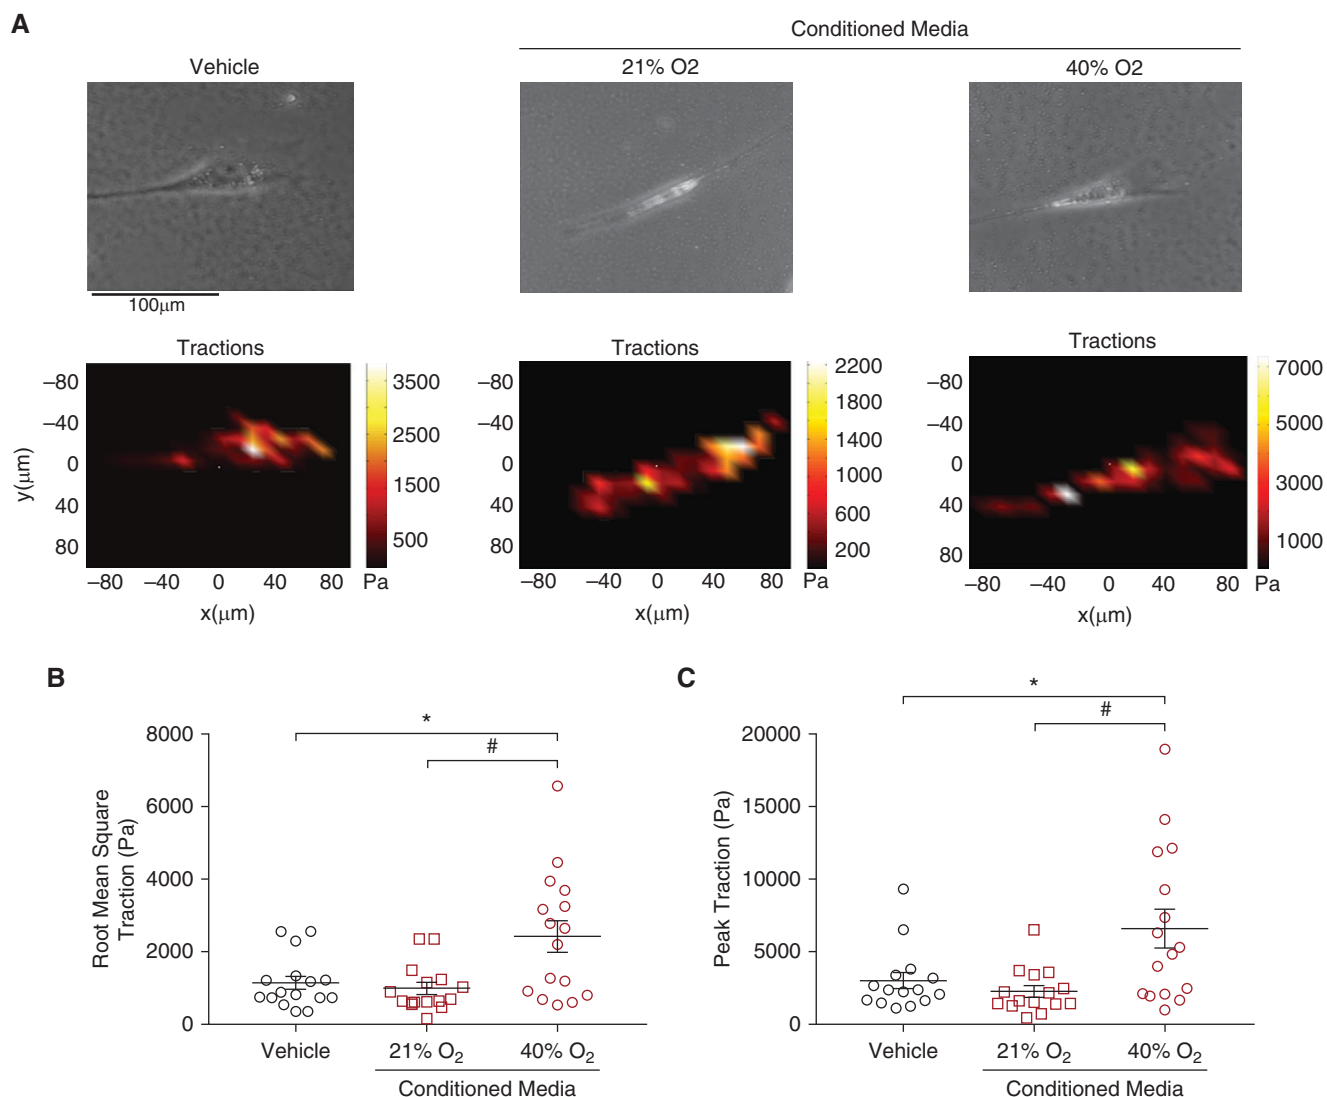 A
Conditioned Media
Vehicle
21% O2
40% O2
100μm
Tractions
Tractions
Tractions
y(μm)
–80
–40
0
40
80
–80 –40 0 40 80
x(μm)
3500
2500
1500
500
Pa
–80
–40
0
40
80
–80 –40 0 40 80
x(μm)
2200
1800
1400
1000
600
200
Pa
–80
–40
0
40
80
–80 –40 0 40 80
x(μm)
7000
5000
3000
1000
Pa
B
Root Mean Square
Traction (Pa)
8000
6000
4000
2000
0
*
#
Vehicle 21% O2 40% O2
Conditioned Media
C
Peak Traction (Pa)
20000
15000
10000
5000
0
*
#
Vehicle 21% O2 40% O2
Conditioned Media